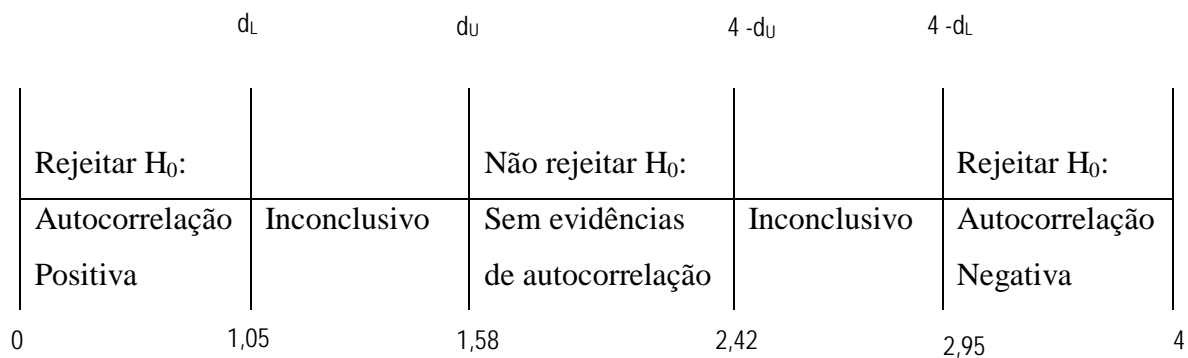 dL dU 4 -dU 4 -dL
Rejeitar H0: Não rejeitar H0: Rejeitar H0:
Autocorrelação Inconclusivo Sem evidências Inconclusivo Autocorrelação
Positiva de autocorrelação Negativa
0 1,05 1,58 2,42 2,95 4